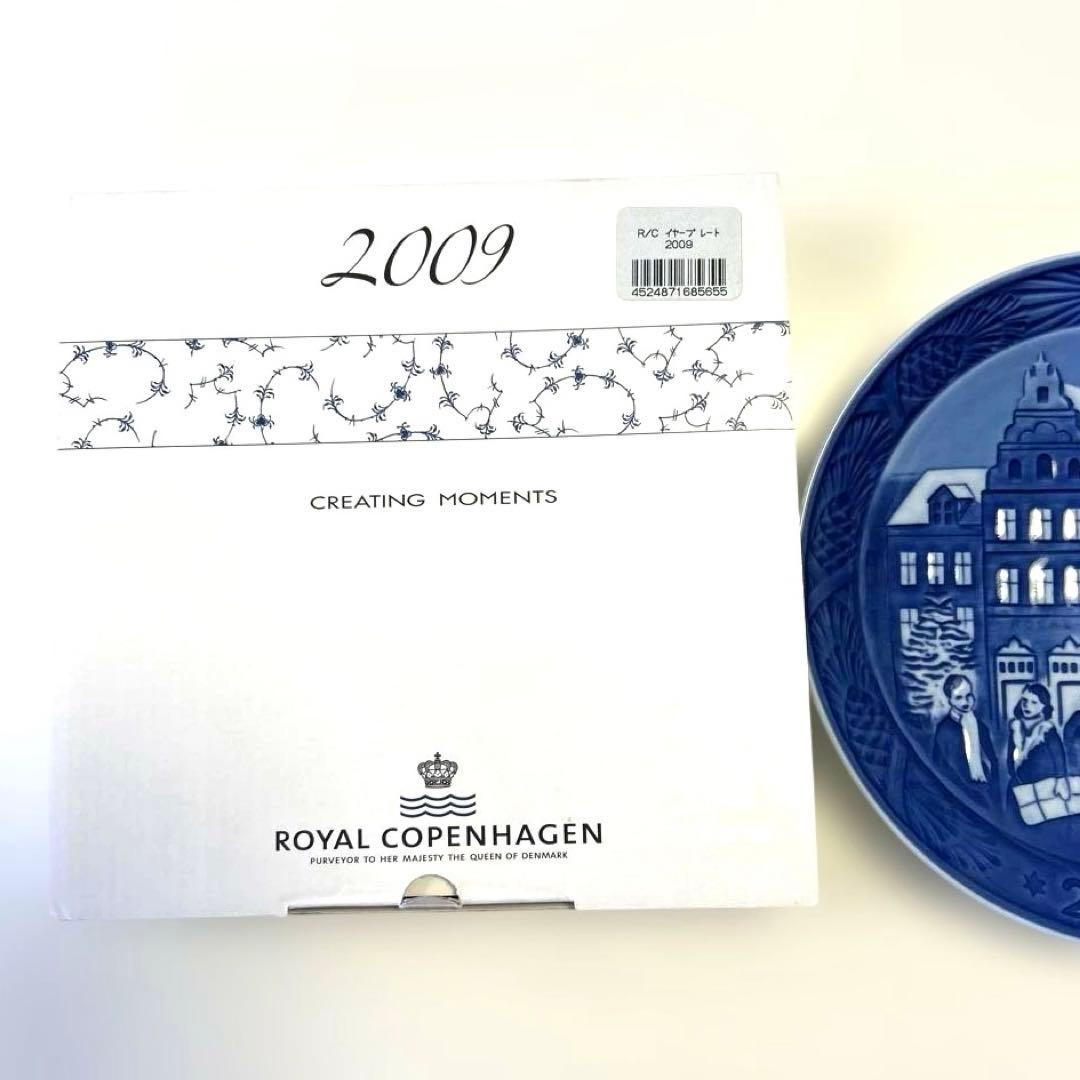 2009
R/C イヤープレート
2009
4524871685655
CREATING MOMENTS
ROYAL COPENHAGEN
PURVEYOR TO HER MAJESTY THE QUEEN OF DENMARK
2